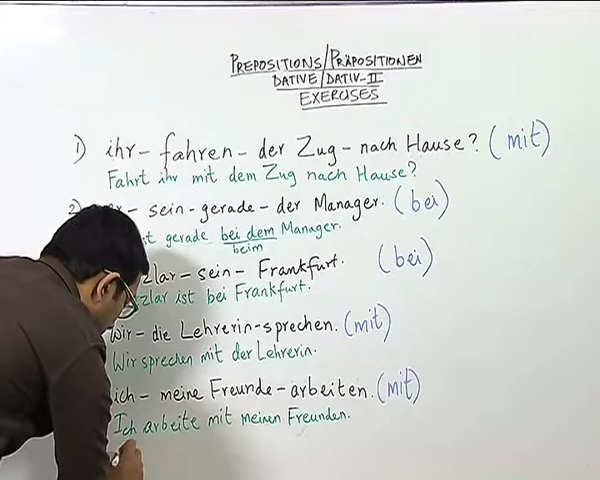 PREPOSITIONS/PRÄPOSITIONEN
DATIVE/DATIV-II
EXERCISES
1) ihr - fahren - der Zug - nach Hause? (mit)
Fahrt ihr mit dem Zug nach Hause?
2) - sein - gerade - der Manager. (bei)
gerade bei dem Manager.
beim
zlar - sein - Frankfurt. (bei)
zlar ist bei Frankfurt.
wir - die Lehrerin - sprechen. (mit)
Wir sprechen mit der Lehrerin.
ich - meine Freunde - arbeiten. (mit)
Ich arbeite mit meinen Freunden.